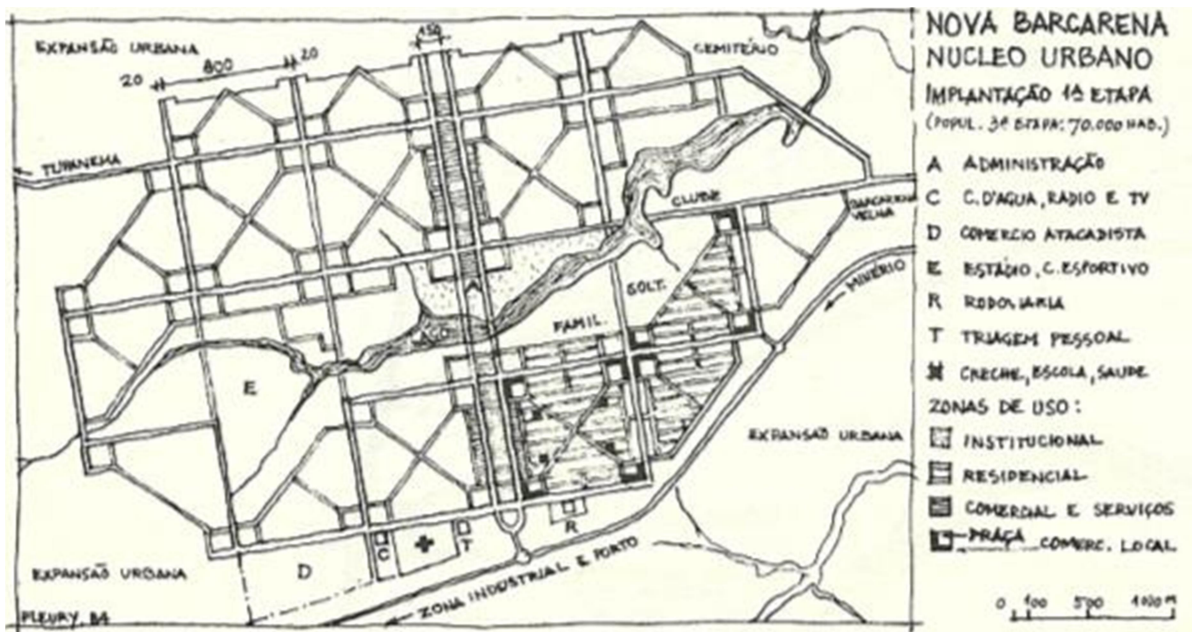 NOVA BARCARENA
NUCLEO URBANO
IMPLANTAÇÃO 1ª ETAPA
(POPUL. 3ª ETAPA: 70.000 HAB.)
A ADMINISTRAÇÃO
C C. D'AGUA, RADIO E TV
D COMERCIO ATACADISTA
E ESTÁDIO, C. ESPORTIVO
R RODOVIARIA
T TRIAGEM PESSOAL
CRECHE, ESCOLA, SAUDE
ZONAS DE USO:
INSTITUCIONAL
RESIDENCIAL
COMERCIAL E SERVIÇOS
PRAÇA COMERC. LOCAL
0 100 500 1000 M
EXPANSÃO URBANA
20 800 20
150
CEMITÉRIO
TUPANEMA
CLUBE
BARCARENA
VELHA
MINÉRIO
SOLT.
FAMIL.
E
EXPANSÃO URBANA
R
T
C
D
EXPANSÃO URBANA
ZONA INDUSTRIAL E PORTO
FLEURY, 84